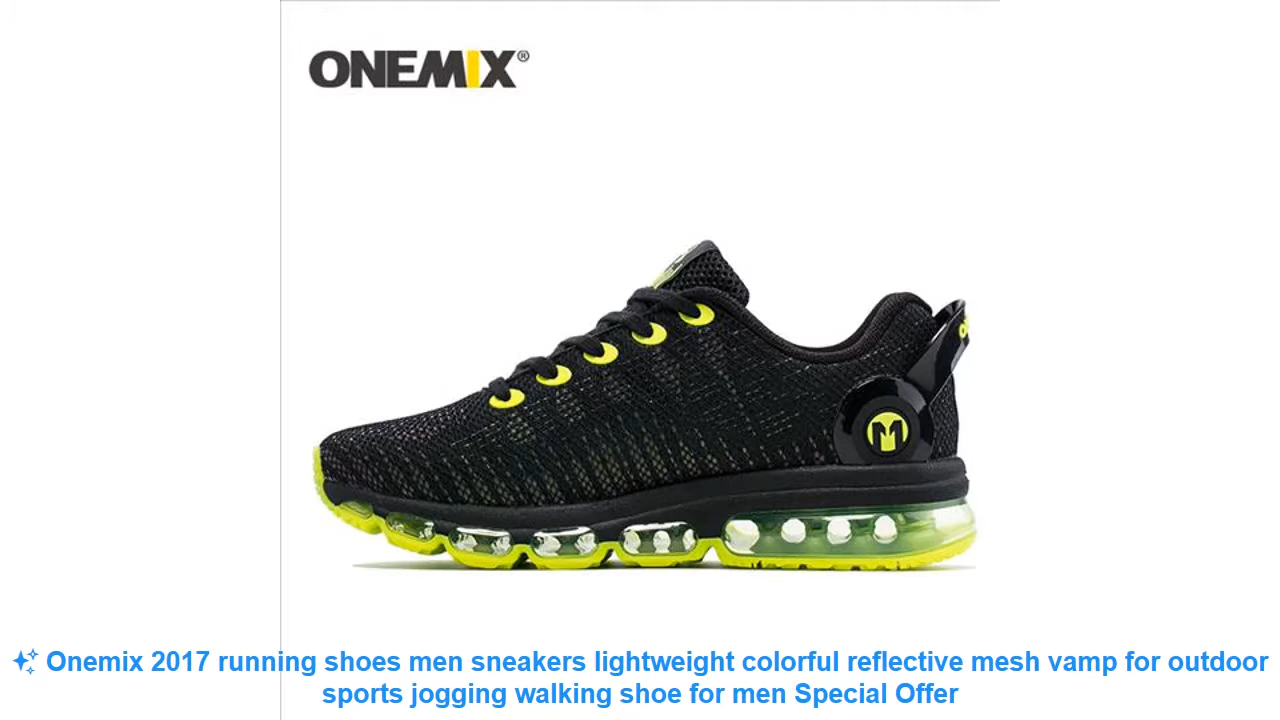 ONEMIX®
M
Onemix 2017 running shoes men sneakers lightweight colorful reflective mesh vamp for outdoor
sports jogging walking shoe for men Special Offer